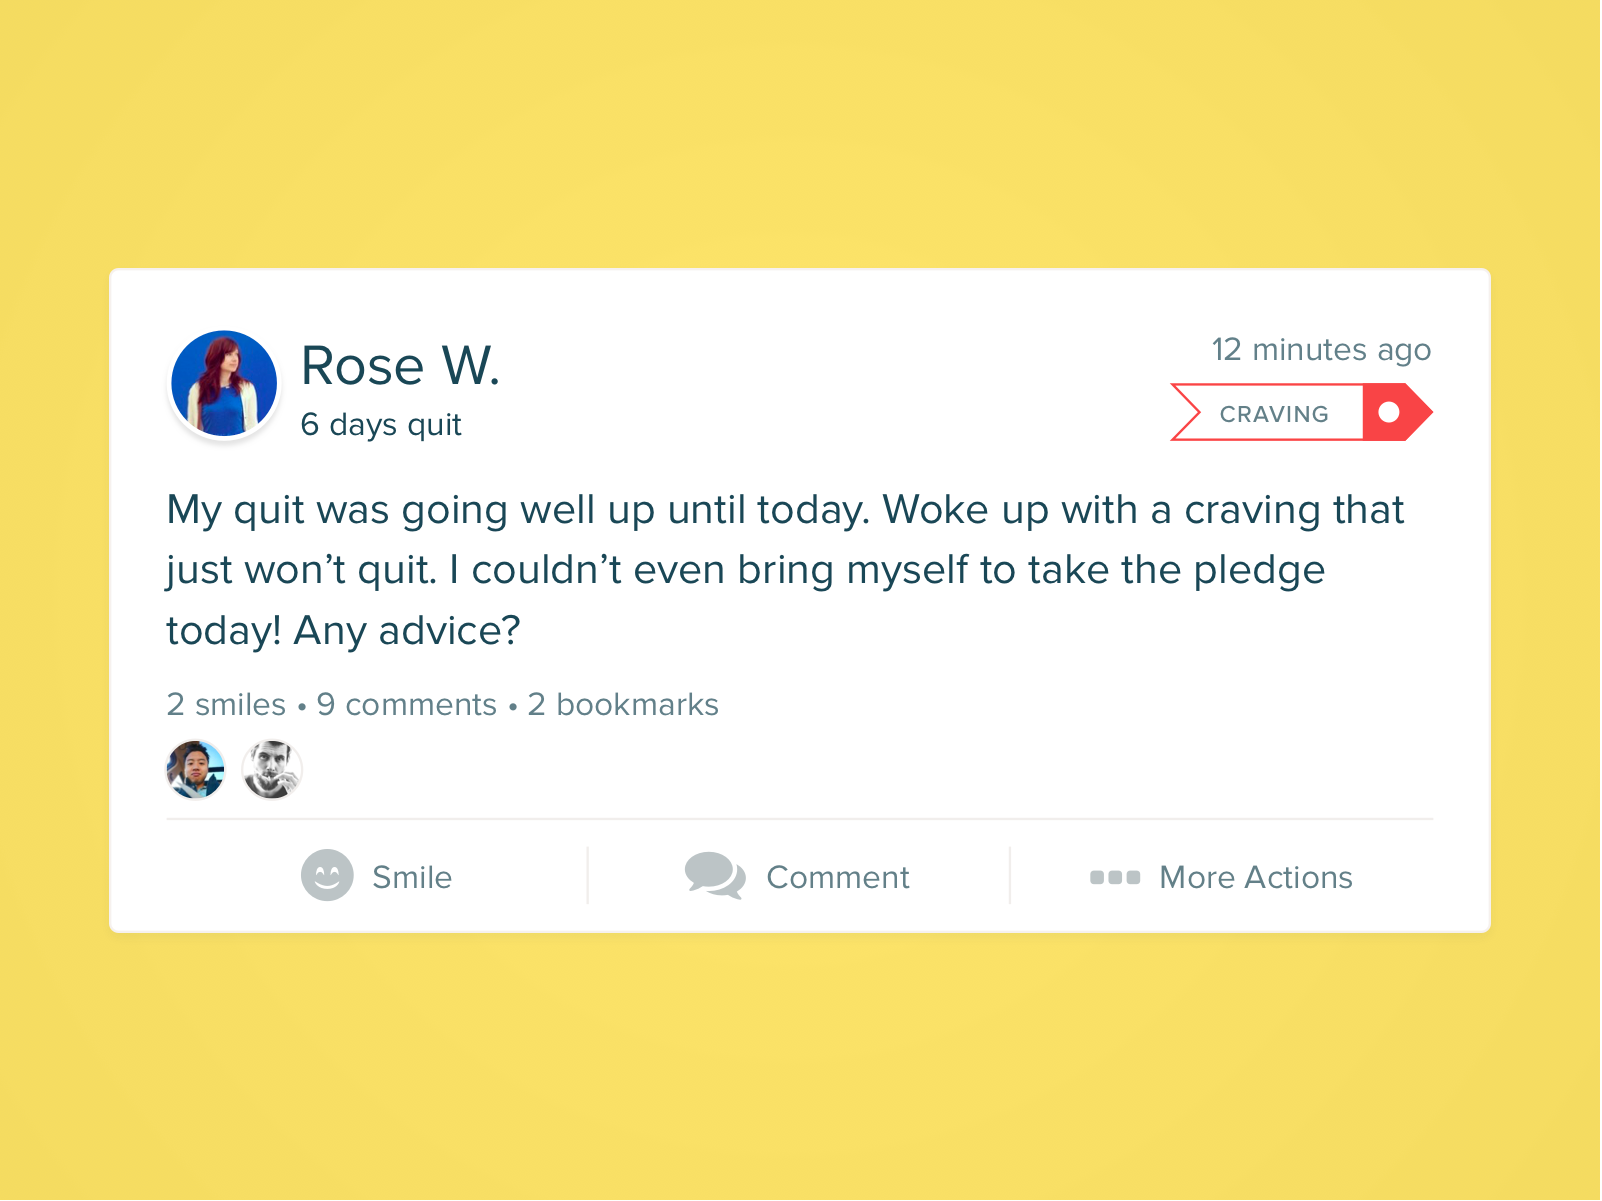 Rose W.
6 days quit
12 minutes ago
CRAVING
My quit was going well up until today. Woke up with a craving that
just won’t quit. I couldn’t even bring myself to take the pledge
today! Any advice?
2 smiles • 9 comments • 2 bookmarks
Smile
Comment
More Actions